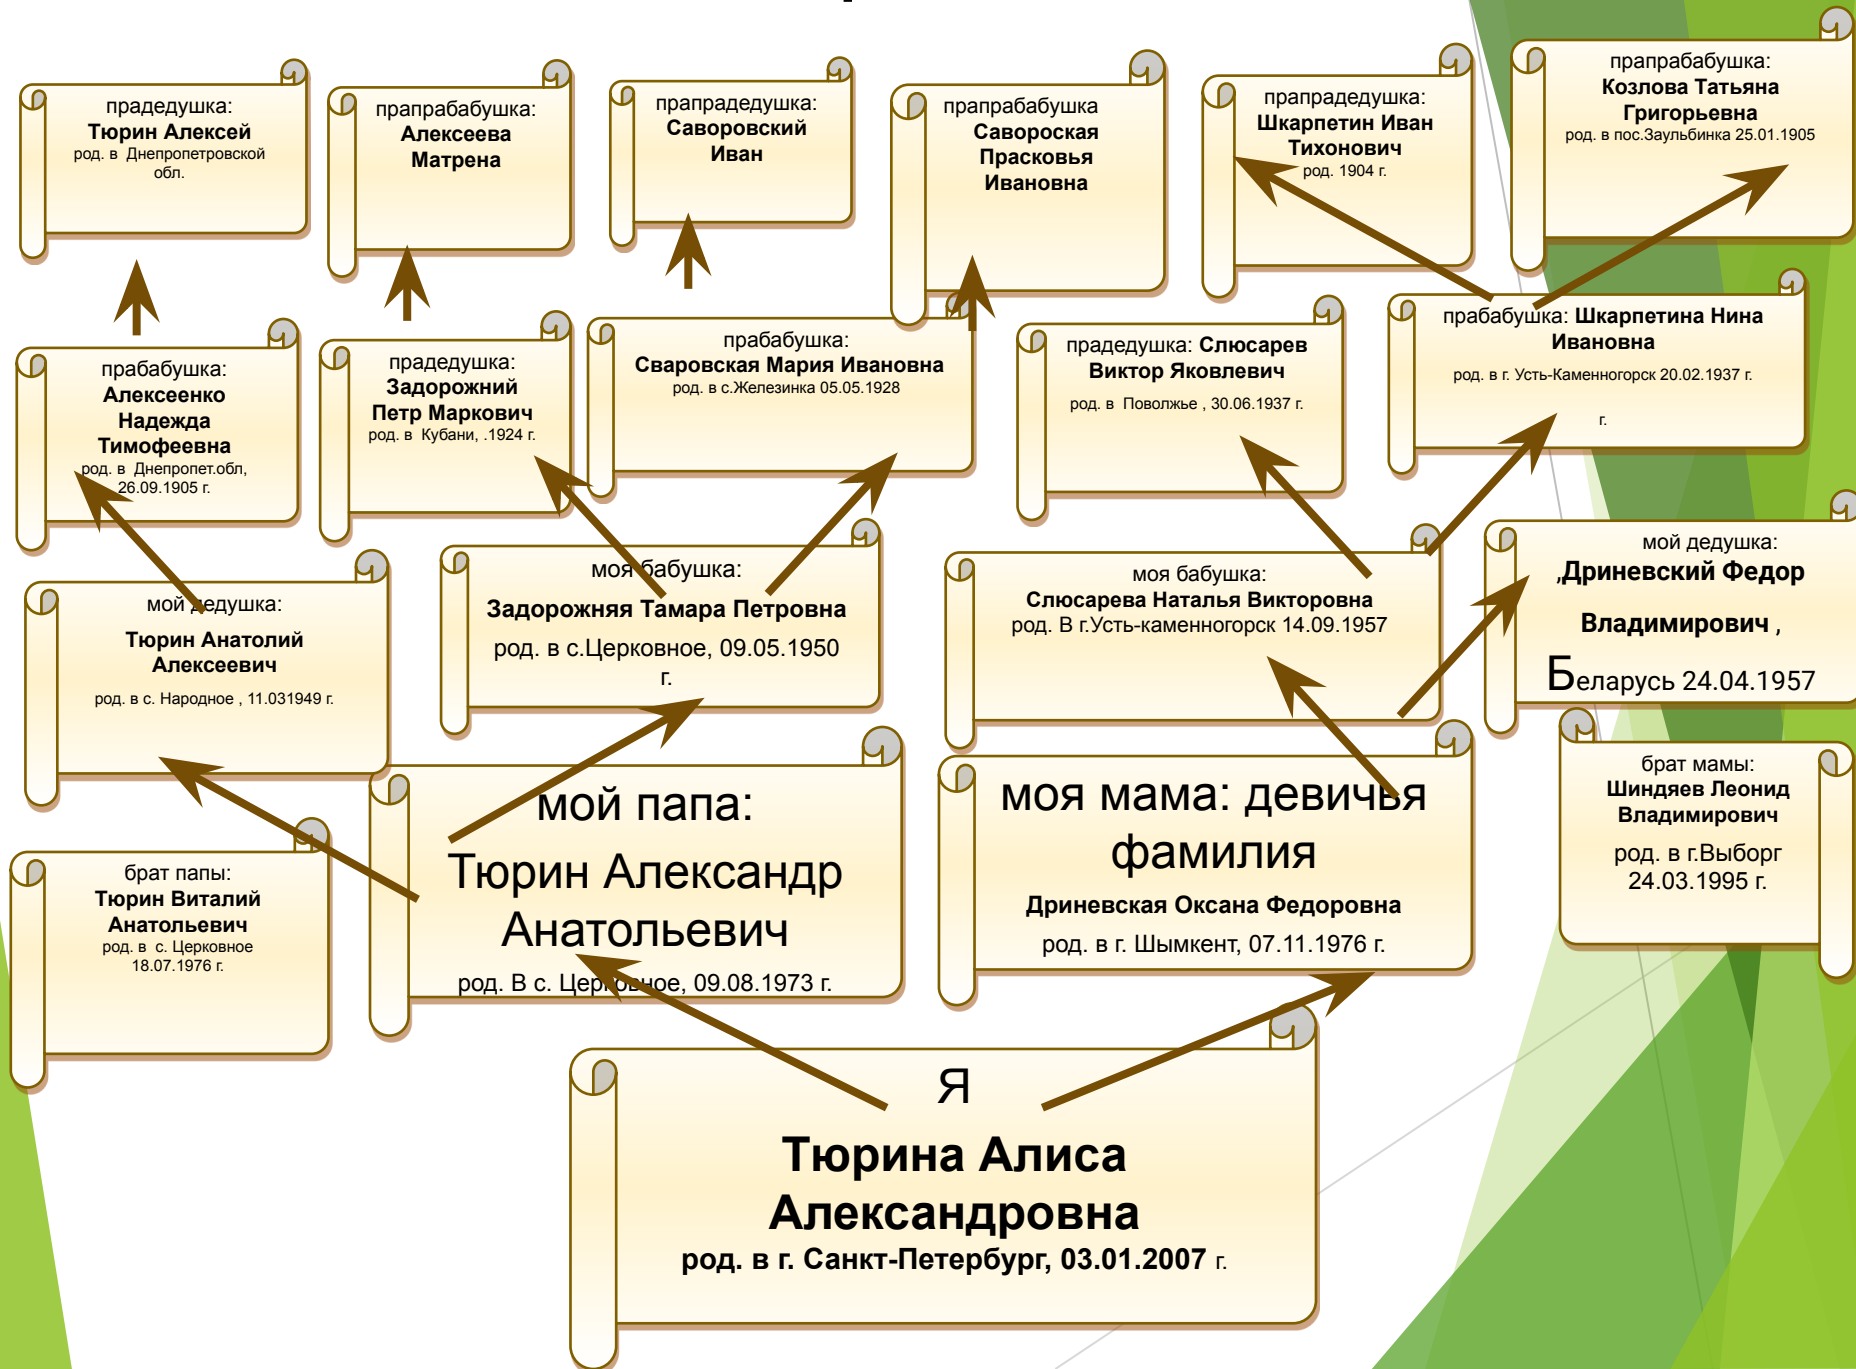 прадедушка:
Тюрин Алексей
род. в Днепропетровской
обл.
прапрабабушка:
Алексеева
Матрена
прапрадедушка:
Саворовский
Иван
прапрабабушка
Савороская
Прасковья
Ивановна
прапрадедушка:
Шкарпетин Иван
Тихонович
род. 1904 г.
прапрабабушка:
Козлова Татьяна
Григорьевна
род. в пос.Заульбинка 25.01.1905
прабабушка:
Алексеенко
Надежда
Тимофеевна
род. в Днепропет.обл,
26.09.1905 г.
прадедушка:
Задорожний
Петр Маркович
род. в Кубани, .1924 г.
прабабушка:
Сваровская Мария Ивановна
род. в с.Железинка 05.05.1928
прадедушка: Слюсарев
Виктор Яковлевич
род. в Поволжье , 30.06.1937 г.
прабабушка: Шкарпетина Нина
Ивановна
род. в г. Усть-Каменногорск 20.02.1937 г.
г.
мой дедушка:
Тюрин Анатолий
Алексеевич
род. в с. Народное , 11.031949 г.
моя бабушка:
Задорожняя Тамара Петровна
род. в с.Церковное, 09.05.1950
г.
моя бабушка:
Слюсарева Наталья Викторовна
род. В г.Усть-каменногорск 14.09.1957
мой дедушка:
,Дриневский Федор
Владимирович ,
Беларусь 24.04.1957
брат папы:
Тюрин Виталий
Анатольевич
род. в с. Церковное
18.07.1976 г.
мой папа:
Тюрин Александр
Анатольевич
род. В с. Церковное, 09.08.1973 г.
моя мама: девичья
фамилия
Дриневская Оксана Федоровна
род. в г. Шымкент, 07.11.1976 г.
брат мамы:
Шиндяев Леонид
Владимирович
род. в г.Выборг
24.03.1995 г.
Я
Тюрина Алиса
Александровна
род. в г. Санкт-Петербург, 03.01.2007 г.